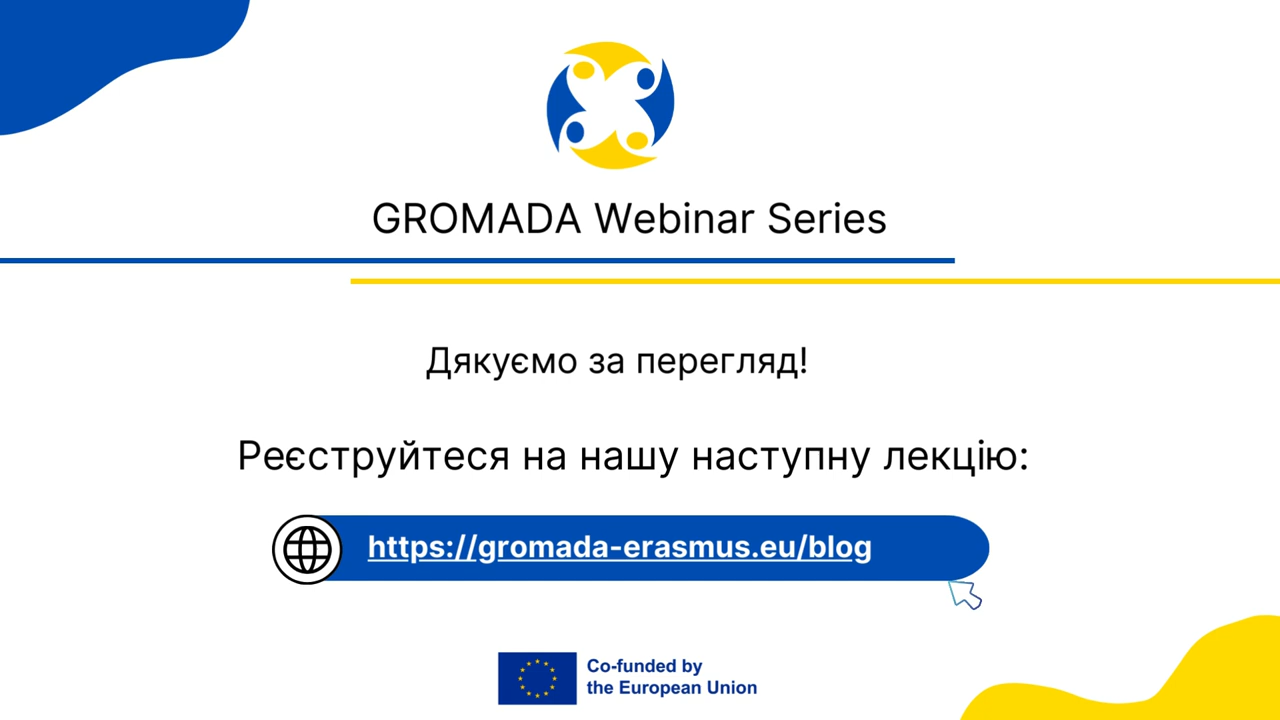 GROMADA Webinar Series
Дякуємо за перегляд!
Реєструйтеся на нашу наступну лекцію:
https://gromada-erasmus.eu/blog
Co-funded by
the European Union